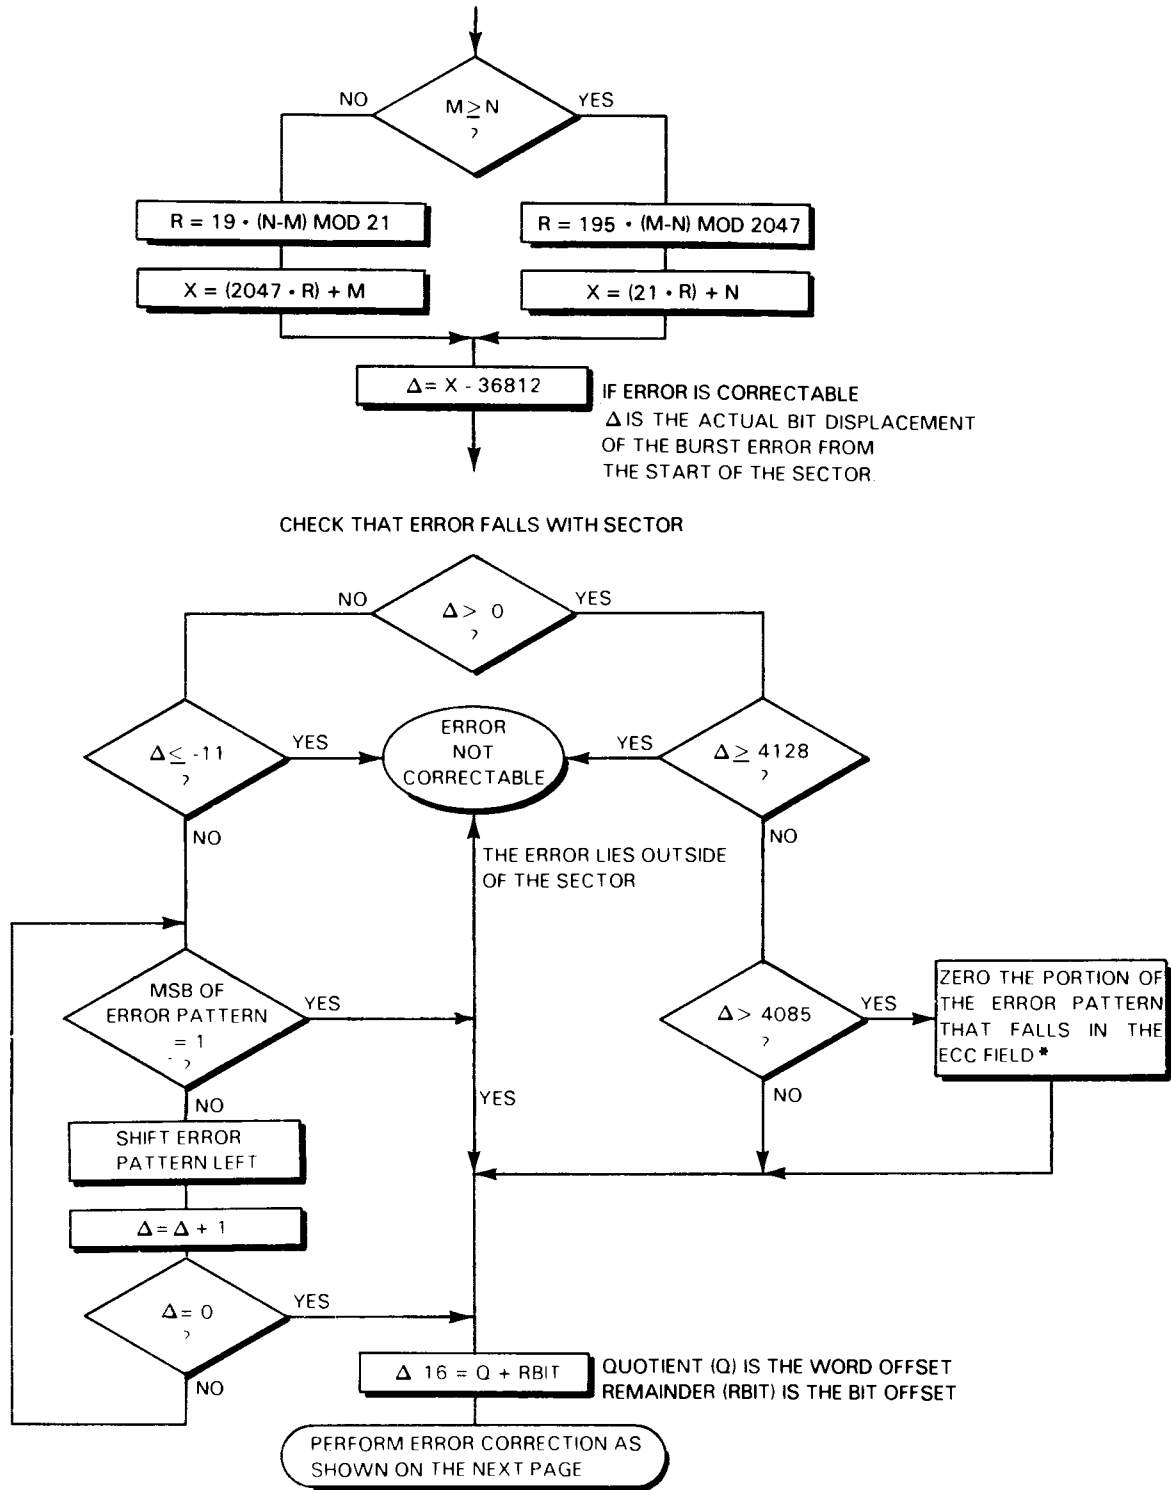 M ≥ N
?
NO
YES
R = 19 • (N-M) MOD 21
R = 195 • (M-N) MOD 2047
X = (2047 • R) + M
X = (21 • R) + N
Δ = X - 36812
IF ERROR IS CORRECTABLE
Δ IS THE ACTUAL BIT DISPLACEMENT
OF THE BURST ERROR FROM
THE START OF THE SECTOR.
CHECK THAT ERROR FALLS WITH SECTOR
NO
YES
Δ > 0
?
Δ ≤ -11
?
YES
ERROR
NOT
CORRECTABLE
YES
Δ ≥ 4128
?
NO
NO
THE ERROR LIES OUTSIDE
OF THE SECTOR
MSB OF
ERROR PATTERN
= 1
?
YES
Δ > 4085
?
YES
ZERO THE PORTION OF
THE ERROR PATTERN
THAT FALLS IN THE
ECC FIELD *
NO
YES
NO
SHIFT ERROR
PATTERN LEFT
Δ = Δ + 1
Δ = 0
?
YES
NO
Δ 16 = Q + RBIT
QUOTIENT (Q) IS THE WORD OFFSET
REMAINDER (RBIT) IS THE BIT OFFSET
PERFORM ERROR CORRECTION AS
SHOWN ON THE NEXT PAGE